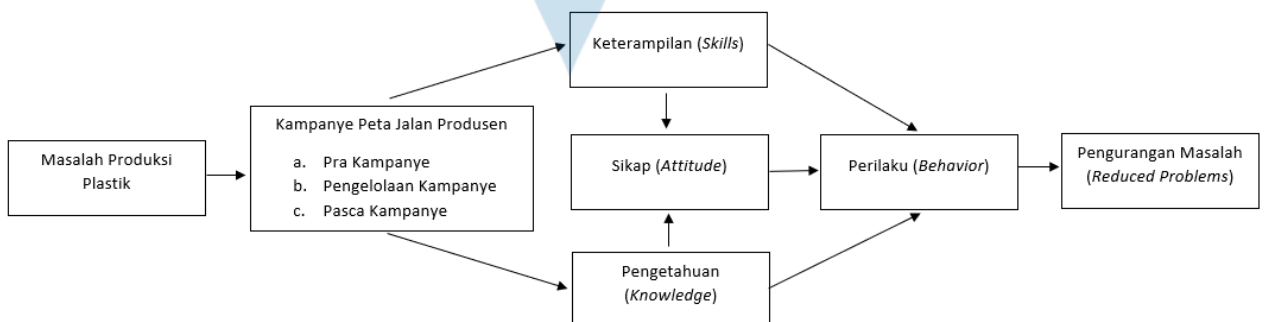 Masalah Produksi
Plastik
Kampanye Peta Jalan Produsen
a. Pra Kampanye
b. Pengelolaan Kampanye
c. Pasca Kampanye
Keterampilan (Skills)
Sikap (Attitude)
Pengetahuan
(Knowledge)
Perilaku (Behavior)
Pengurangan Masalah
(Reduced Problems)